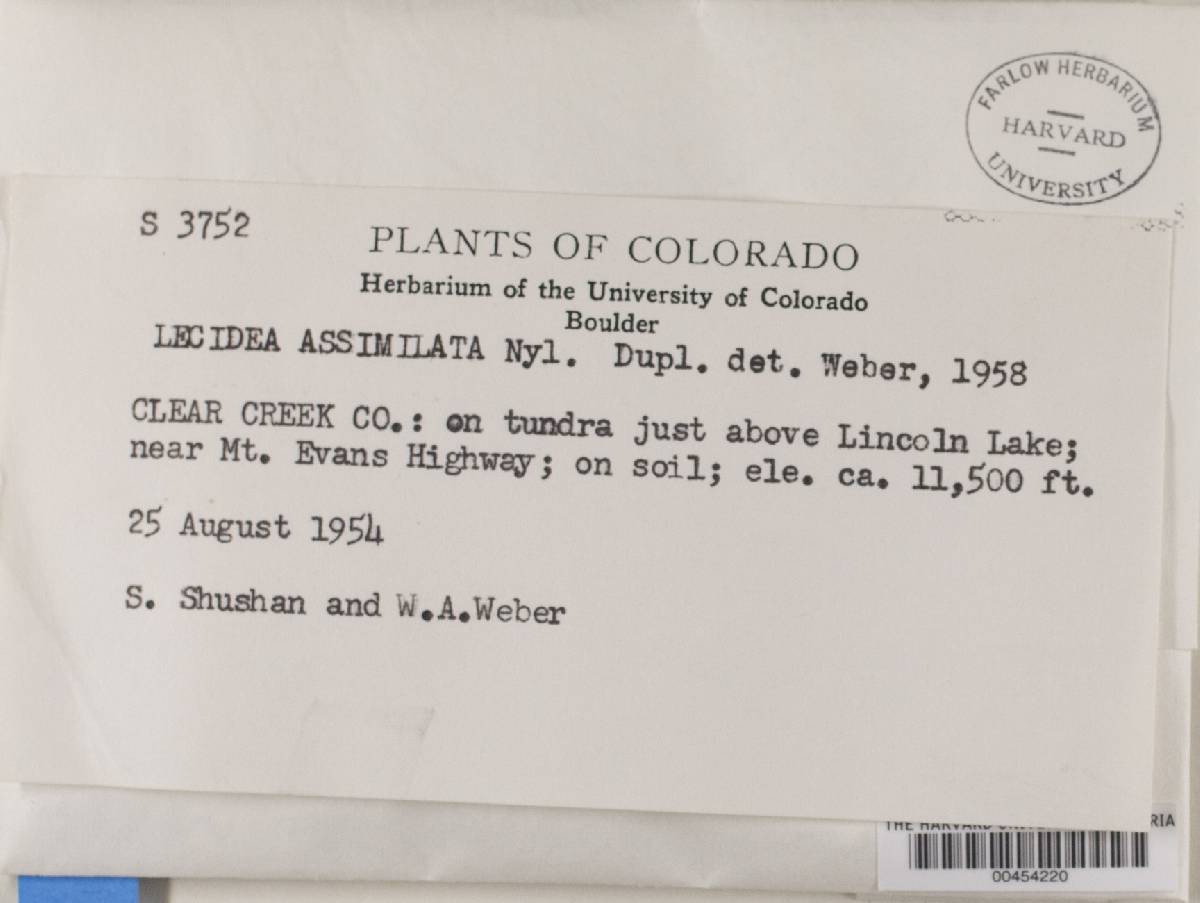 FARLOW HERBARIUM
HARVARD
UNIVERSITY
S 3752
PLANTS OF COLORADO
Herbarium of the University of Colorado
Boulder
LECIDEA ASSIMILATA Nyl. Dupl. det. Weber, 1958
CLEAR CREEK CO.: on tundra just above Lincoln Lake;
near Mt. Evans Highway; on soil; ele. ca. 11,500 ft.
25 August 1954
S. Shushan and W.A.Weber
THE HARVARD
00454220